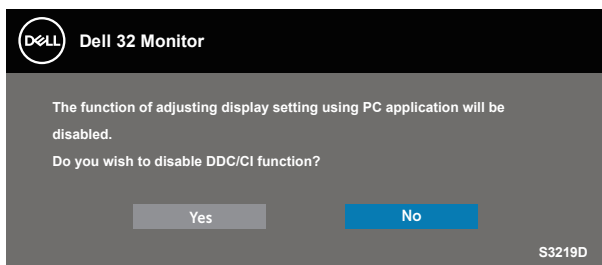 DELL
Dell 32 Monitor
The function of adjusting display setting using PC application will be
disabled.
Do you wish to disable DDC/CI function?
Yes
No
S3219D